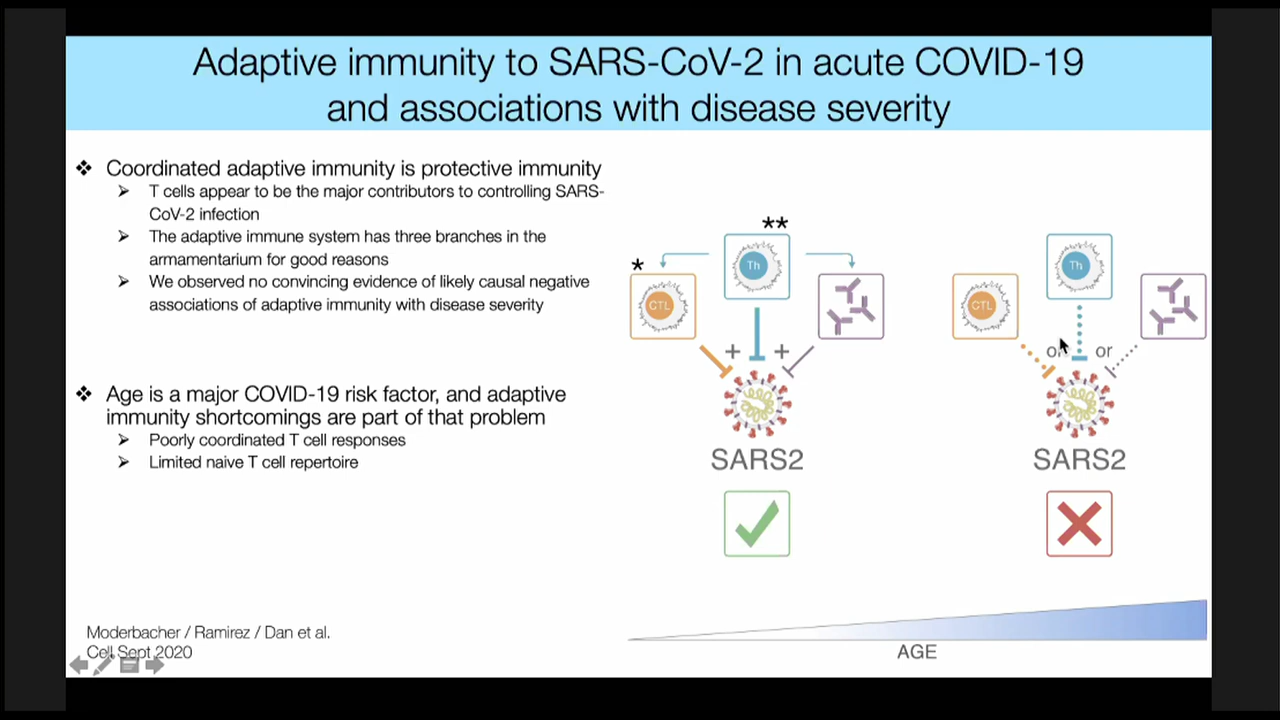 Adaptive immunity to SARS-CoV-2 in acute COVID-19
and associations with disease severity
❖ Coordinated adaptive immunity is protective immunity
➢ T cells appear to be the major contributors to controlling SARS-
CoV-2 infection
➢ The adaptive immune system has three branches in the
armamentarium for good reasons
➢ We observed no convincing evidence of likely causal negative
associations of adaptive immunity with disease severity
❖ Age is a major COVID-19 risk factor, and adaptive
immunity shortcomings are part of that problem
➢ Poorly coordinated T cell responses
➢ Limited naive T cell repertoire
Moderbacher / Ramirez / Dan et al.
Cell Sept 2020
**
*
Th
CTL
+ +
SARS2
Th
CTL
or or
SARS2
AGE